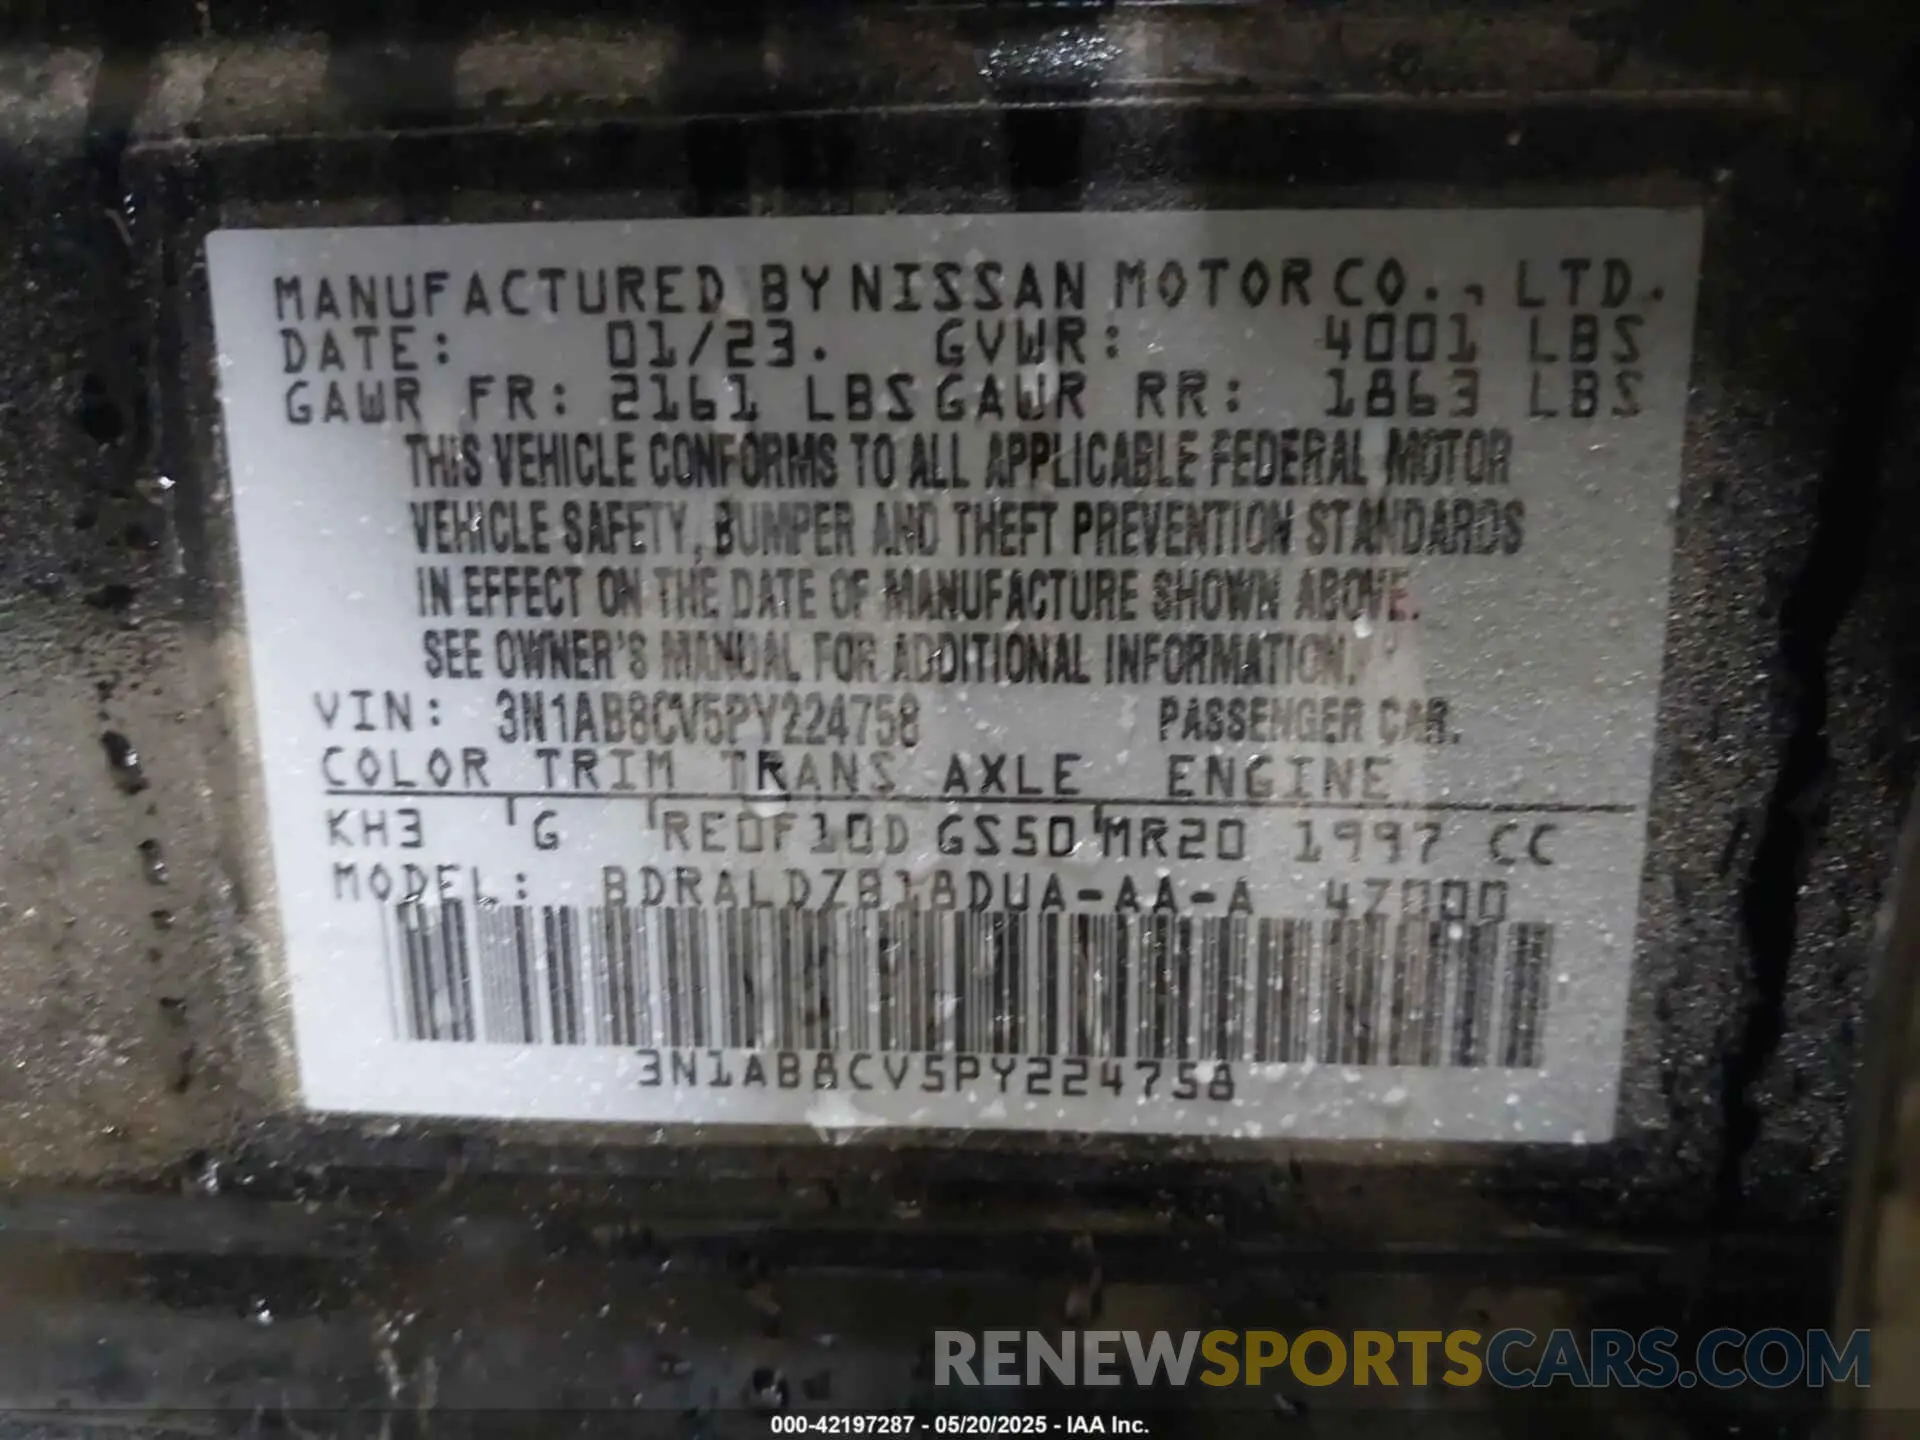 MANUFACTURED BY NISSAN MOTOR CO., LTD.
DATE: 01/23. GVWR: 4001 LBS
GAWR FR: 2161 LBS GAWR RR: 1863 LBS
THIS VEHICLE CONFORMS TO ALL APPLICABLE FEDERAL MOTOR
VEHICLE SAFETY, BUMPER AND THEFT PREVENTION STANDARDS
IN EFFECT ON THE DATE OF MANUFACTURE SHOWN ABOVE.
SEE OWNER'S MANUAL FOR ADDITIONAL INFORMATION.
VIN: 3N1AB8CV5PY224758 PASSENGER CAR.
COLOR TRIM TRANS AXLE ENGINE
KH3 G RE0F10D GS50 MR20 1997 CC
MODEL: BDRALDZB18DUA-AA-A 47000
3N1AB8CV5PY224758
RENEWSPORTSCARS.COM
000-42197287 - 05/20/2025 - IAA Inc.